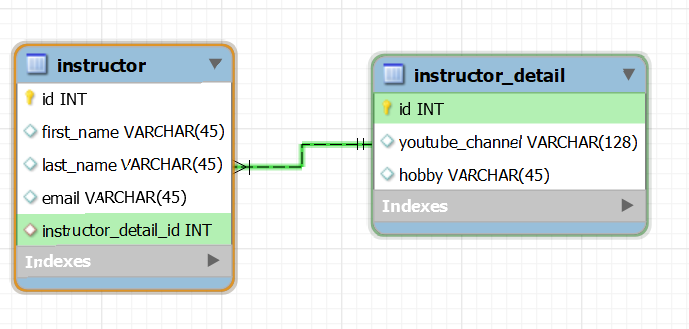 instructor
id INT
first_name VARCHAR(45)
last_name VARCHAR(45)
email VARCHAR(45)
instructor_detail_id INT
Indexes
instructor_detail
id INT
youtube_channel VARCHAR(128)
hobby VARCHAR(45)
Indexes